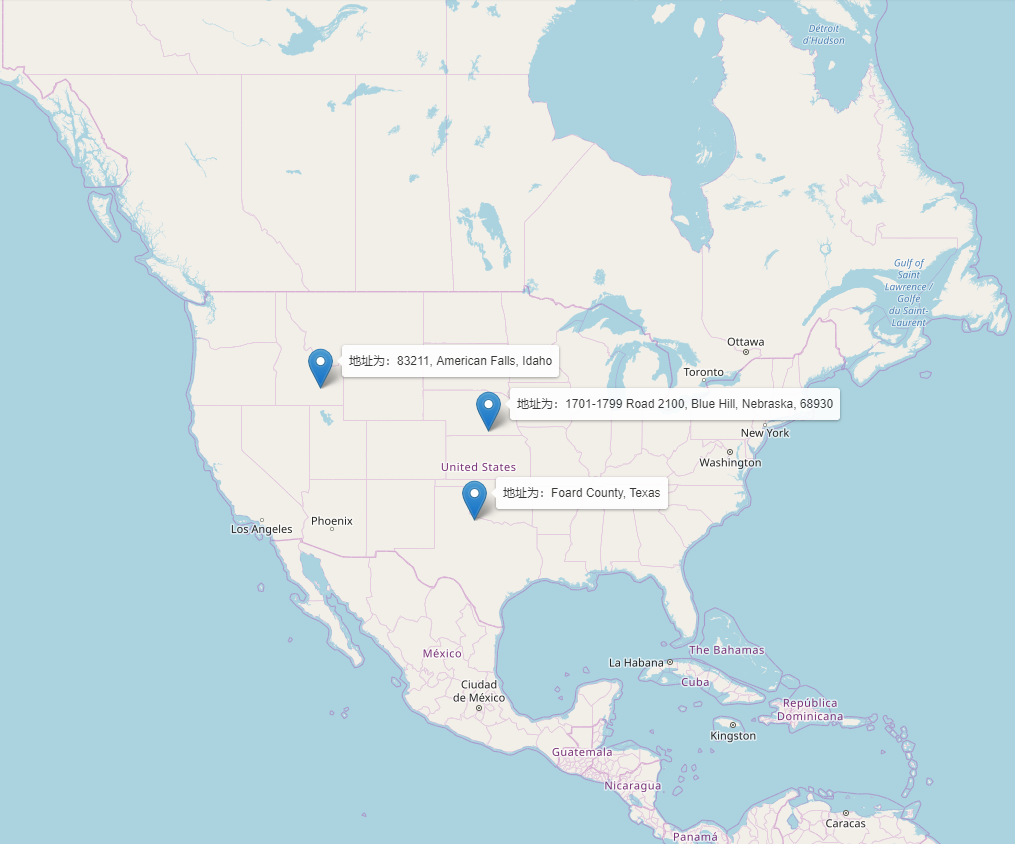 Détroit
d'Hudson
Gulf of
Saint
Lawrence /
Golfe
du Saint-
Laurent
Ottawa
地址为：83211, American Falls, Idaho
Toronto
地址为：1701-1799 Road 2100, Blue Hill, Nebraska, 68930
New York
United States
Washington
地址为：Foard County, Texas
Los Angeles
Phoenix
México
The Bahamas
La Habana
Cuba
Ciudad
de México
República
Dominicana
Kingston
Guatemala
Nicaragua
Caracas
Panamá